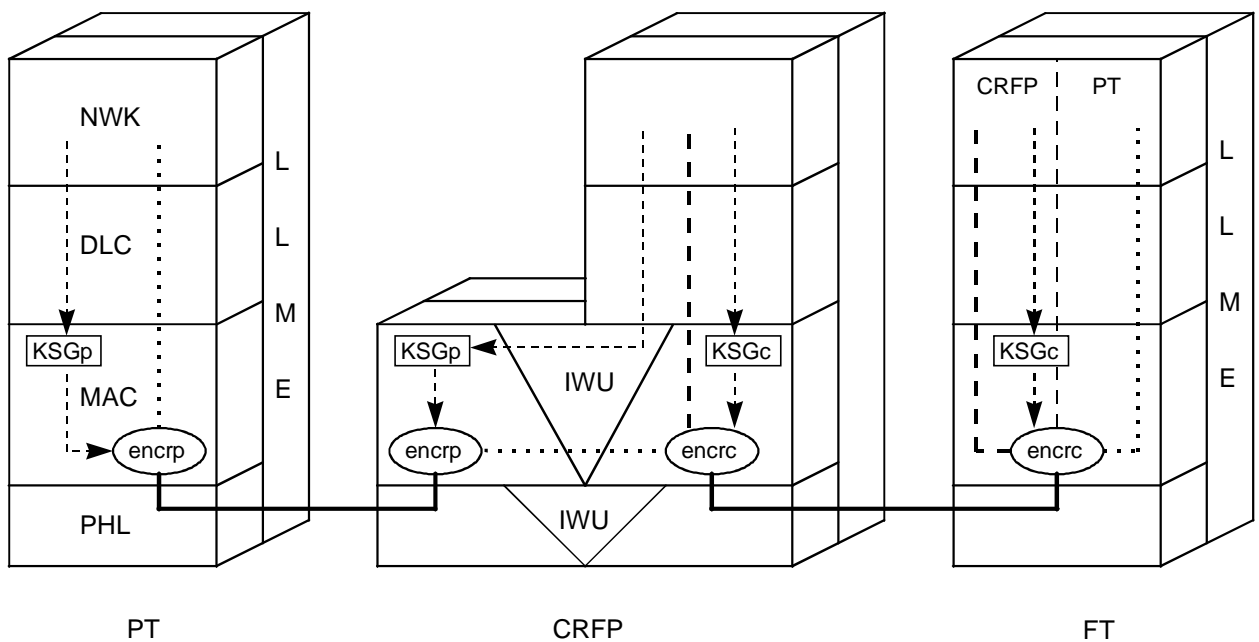 NWK
DLC
KSGp
MAC
encrp
PHL
L
L
M
E
KSGp
IWU
KSGc
encrp
encrc
IWU
CRFP PT
KSGc
encrc
L
L
M
E
PT CRFP FT